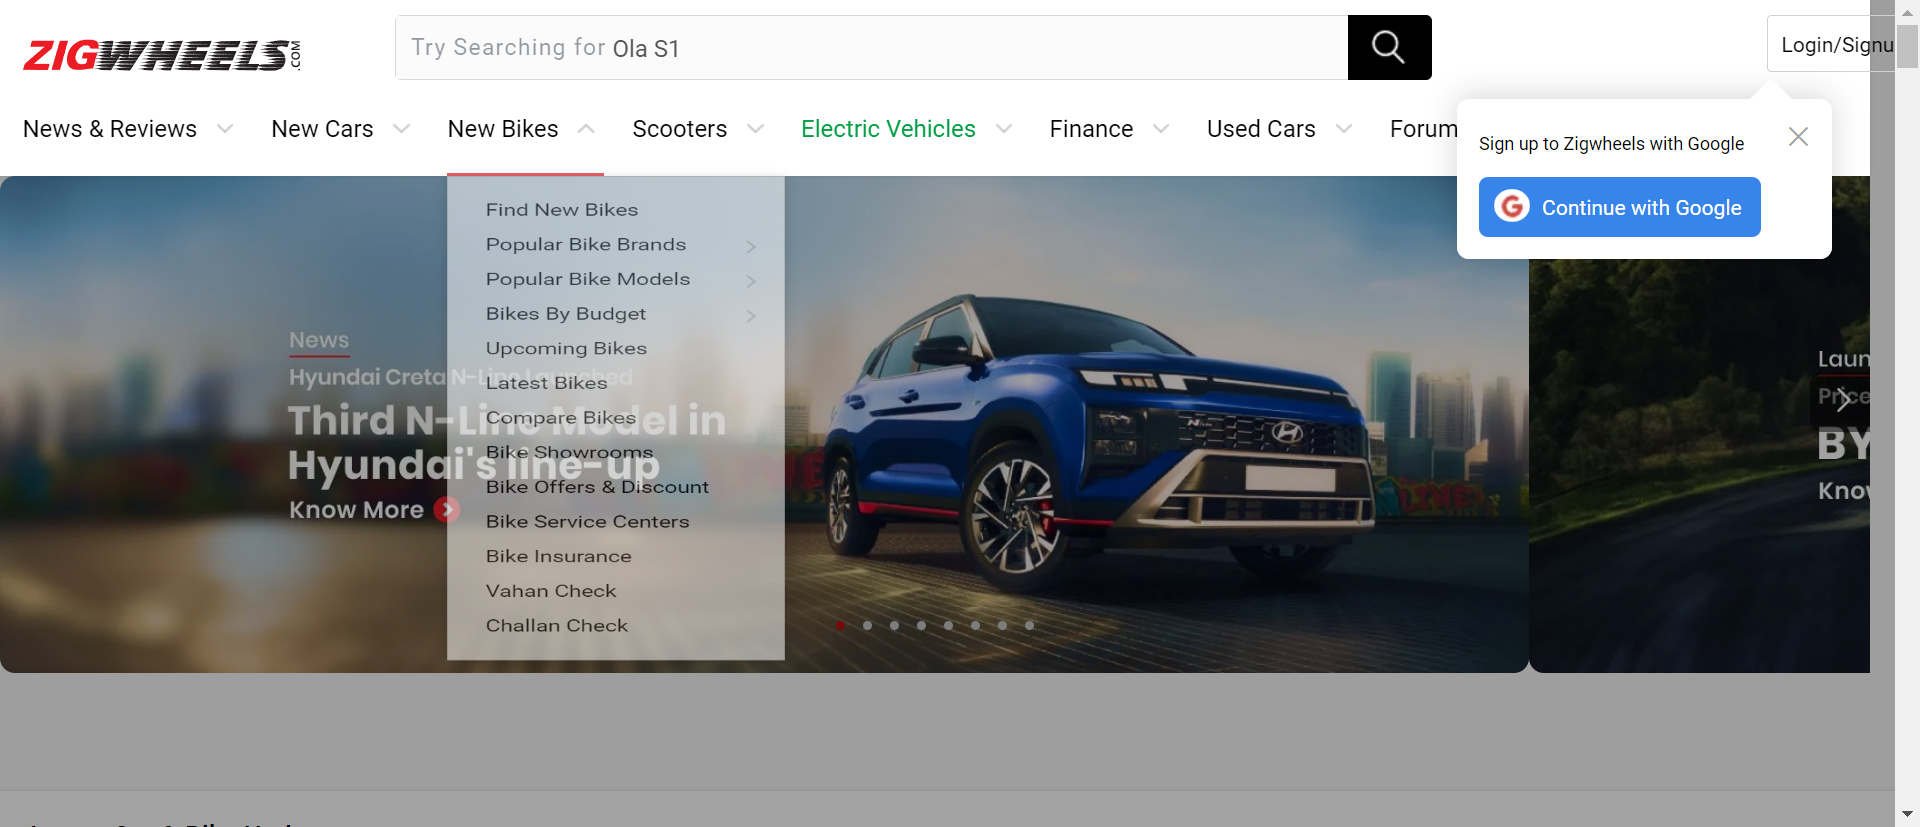 ZIGWHEELS.COM
Try Searching for Ola S1
Login/Signu
News & Reviews
New Cars
New Bikes
Scooters
Electric Vehicles
Finance
Used Cars
Forum
Sign up to Zigwheels with Google
Continue with Google
Find New Bikes
Popular Bike Brands
Popular Bike Models
Bikes By Budget
Upcoming Bikes
Latest Bikes
Compare Bikes
Bike Showrooms
Bike Offers & Discount
Bike Service Centers
Bike Insurance
Vahan Check
Challan Check
News
Hyundai Creta N-Line Launched
Third N-Line Model in
Hyundai's line-up
Know More
Laun
Price
BY
Know